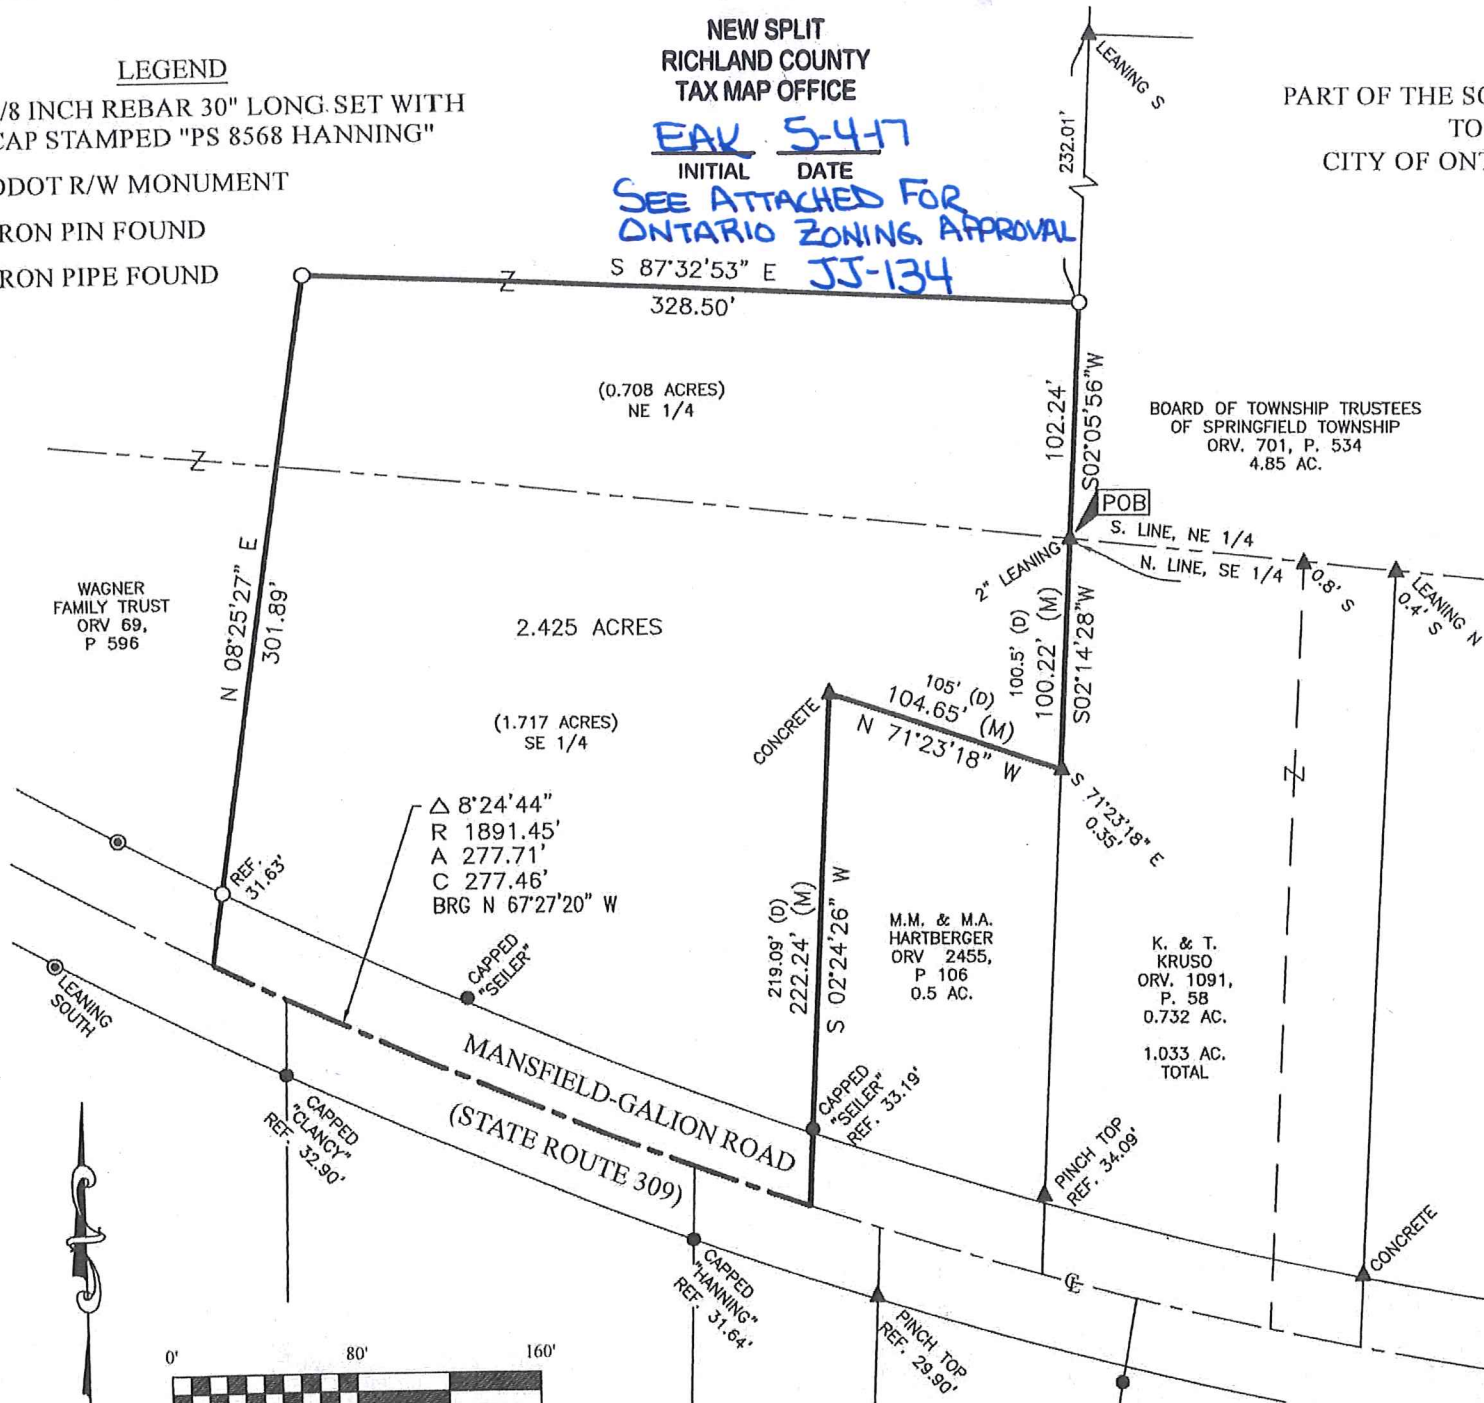 NEW SPLIT
RICHLAND COUNTY
TAX MAP OFFICE
EAK 5-4-17
INITIAL DATE
SEE ATTACHED FOR
ONTARIO ZONING APPROVAL
JJ-134
LEGEND
/8 INCH REBAR 30" LONG SET WITH
CAP STAMPED "PS 8568 HANNING"
ODOT R/W MONUMENT
RON PIN FOUND
RON PIPE FOUND
PART OF THE SO
TO
CITY OF ONT
LEANING S
232.01'
S 87°32'53" E
328.50'
(0.708 ACRES)
NE 1/4
102.24'
S02°05'56"W
BOARD OF TOWNSHIP TRUSTEES
OF SPRINGFIELD TOWNSHIP
ORV. 701, P. 534
4.85 AC.
POB
S. LINE, NE 1/4
N. LINE, SE 1/4
2" LEANING
0.8' S
LEANING N
0.4' S
WAGNER
FAMILY TRUST
ORV 69,
P 596
N 08°25'27" E
301.89'
2.425 ACRES
100.5' (D)
100.22' (M)
S02°14'28"W
105' (D)
104.65' (M)
N 71°23'18" W
CONCRETE
(1.717 ACRES)
SE 1/4
S 71°23'18" E
0.35'
Δ 8°24'44"
R 1891.45'
A 277.71'
C 277.46'
BRG N 67°27'20" W
REF.
31.63'
219.09' (D)
222.24' (M)
S 02°24'26" W
M.M. & M.A.
HARTBERGER
ORV 2455,
P 106
0.5 AC.
K. & T.
KRUSO
ORV. 1091,
P. 58
0.732 AC.
1.033 AC.
TOTAL
CAPPED
"SEILER"
LEANING
SOUTH
MANSFIELD-GALION ROAD
(STATE ROUTE 309)
CAPPED
"SEILER"
REF. 33.19'
CAPPED
"CLANCY"
REF. 32.90'
PINCH TOP
REF. 34.09'
CONCRETE
CAPPED
"HANNING"
REF. 31.64'
PINCH TOP
REF. 29.90'
℄
0' 80' 160'